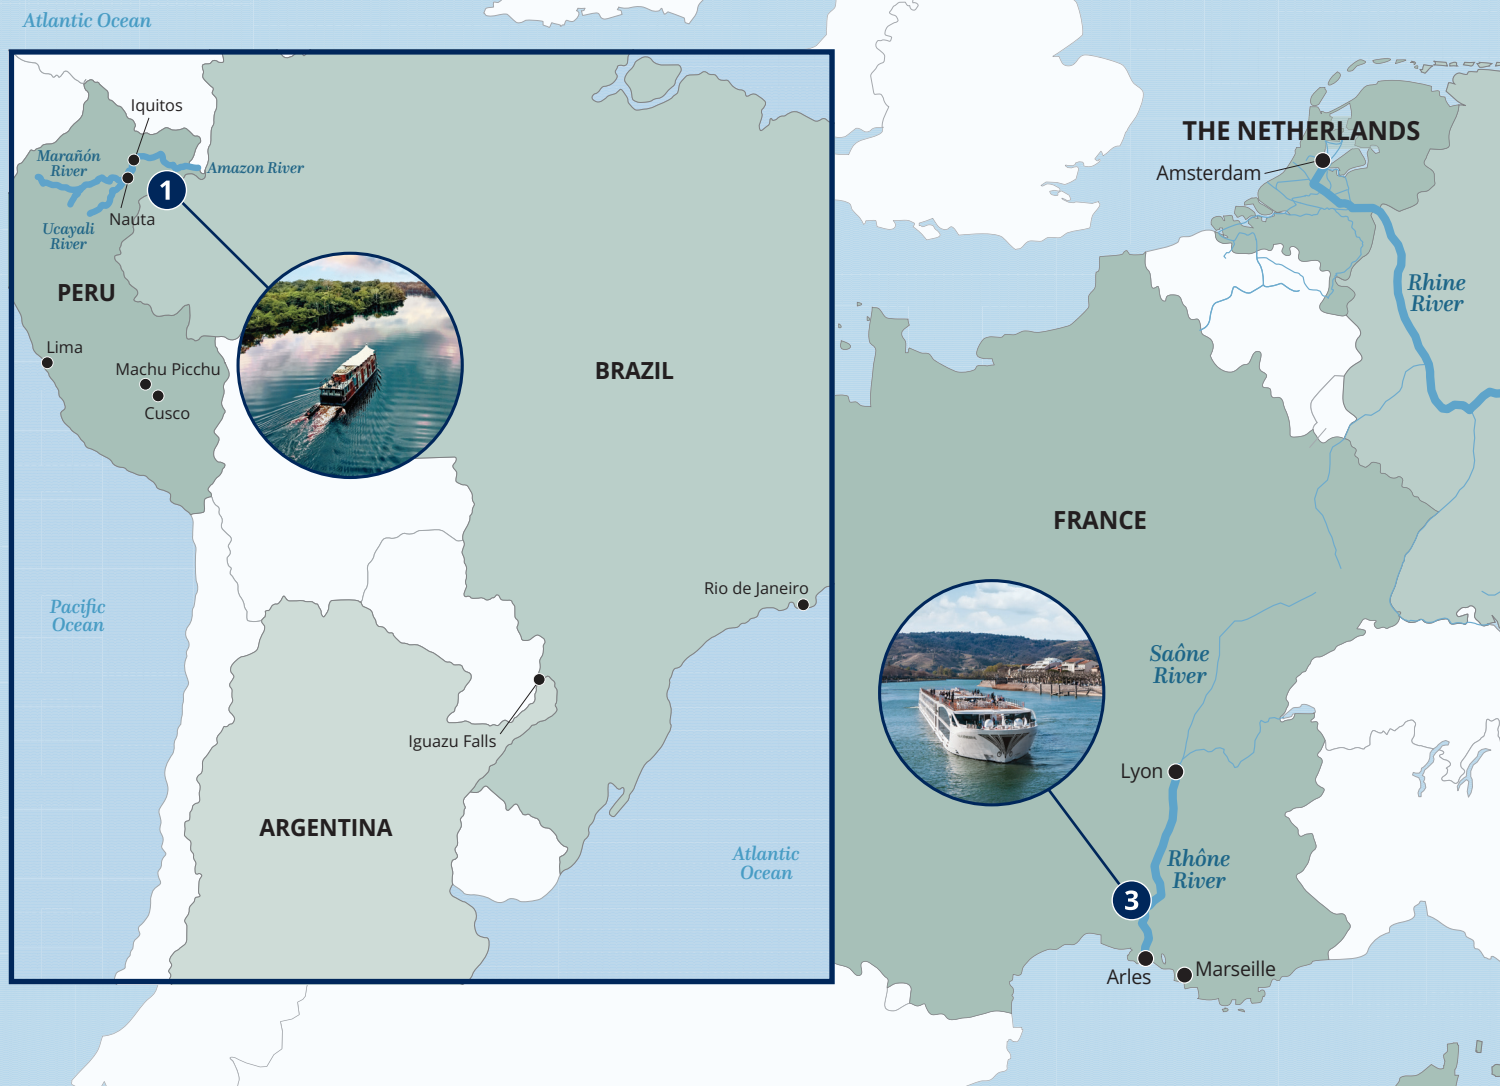 Atlantic Ocean
Iquitos
Marañón
River
Amazon River
1
Nauta
Ucayali
River
PERU
Lima
Machu Picchu
Cusco
BRAZIL
Rio de Janeiro
Pacific
Ocean
Iguazu Falls
ARGENTINA
Atlantic
Ocean
THE NETHERLANDS
Amsterdam
Rhine
River
FRANCE
Saône
River
Lyon
Rhône
River
3
Arles
Marseille